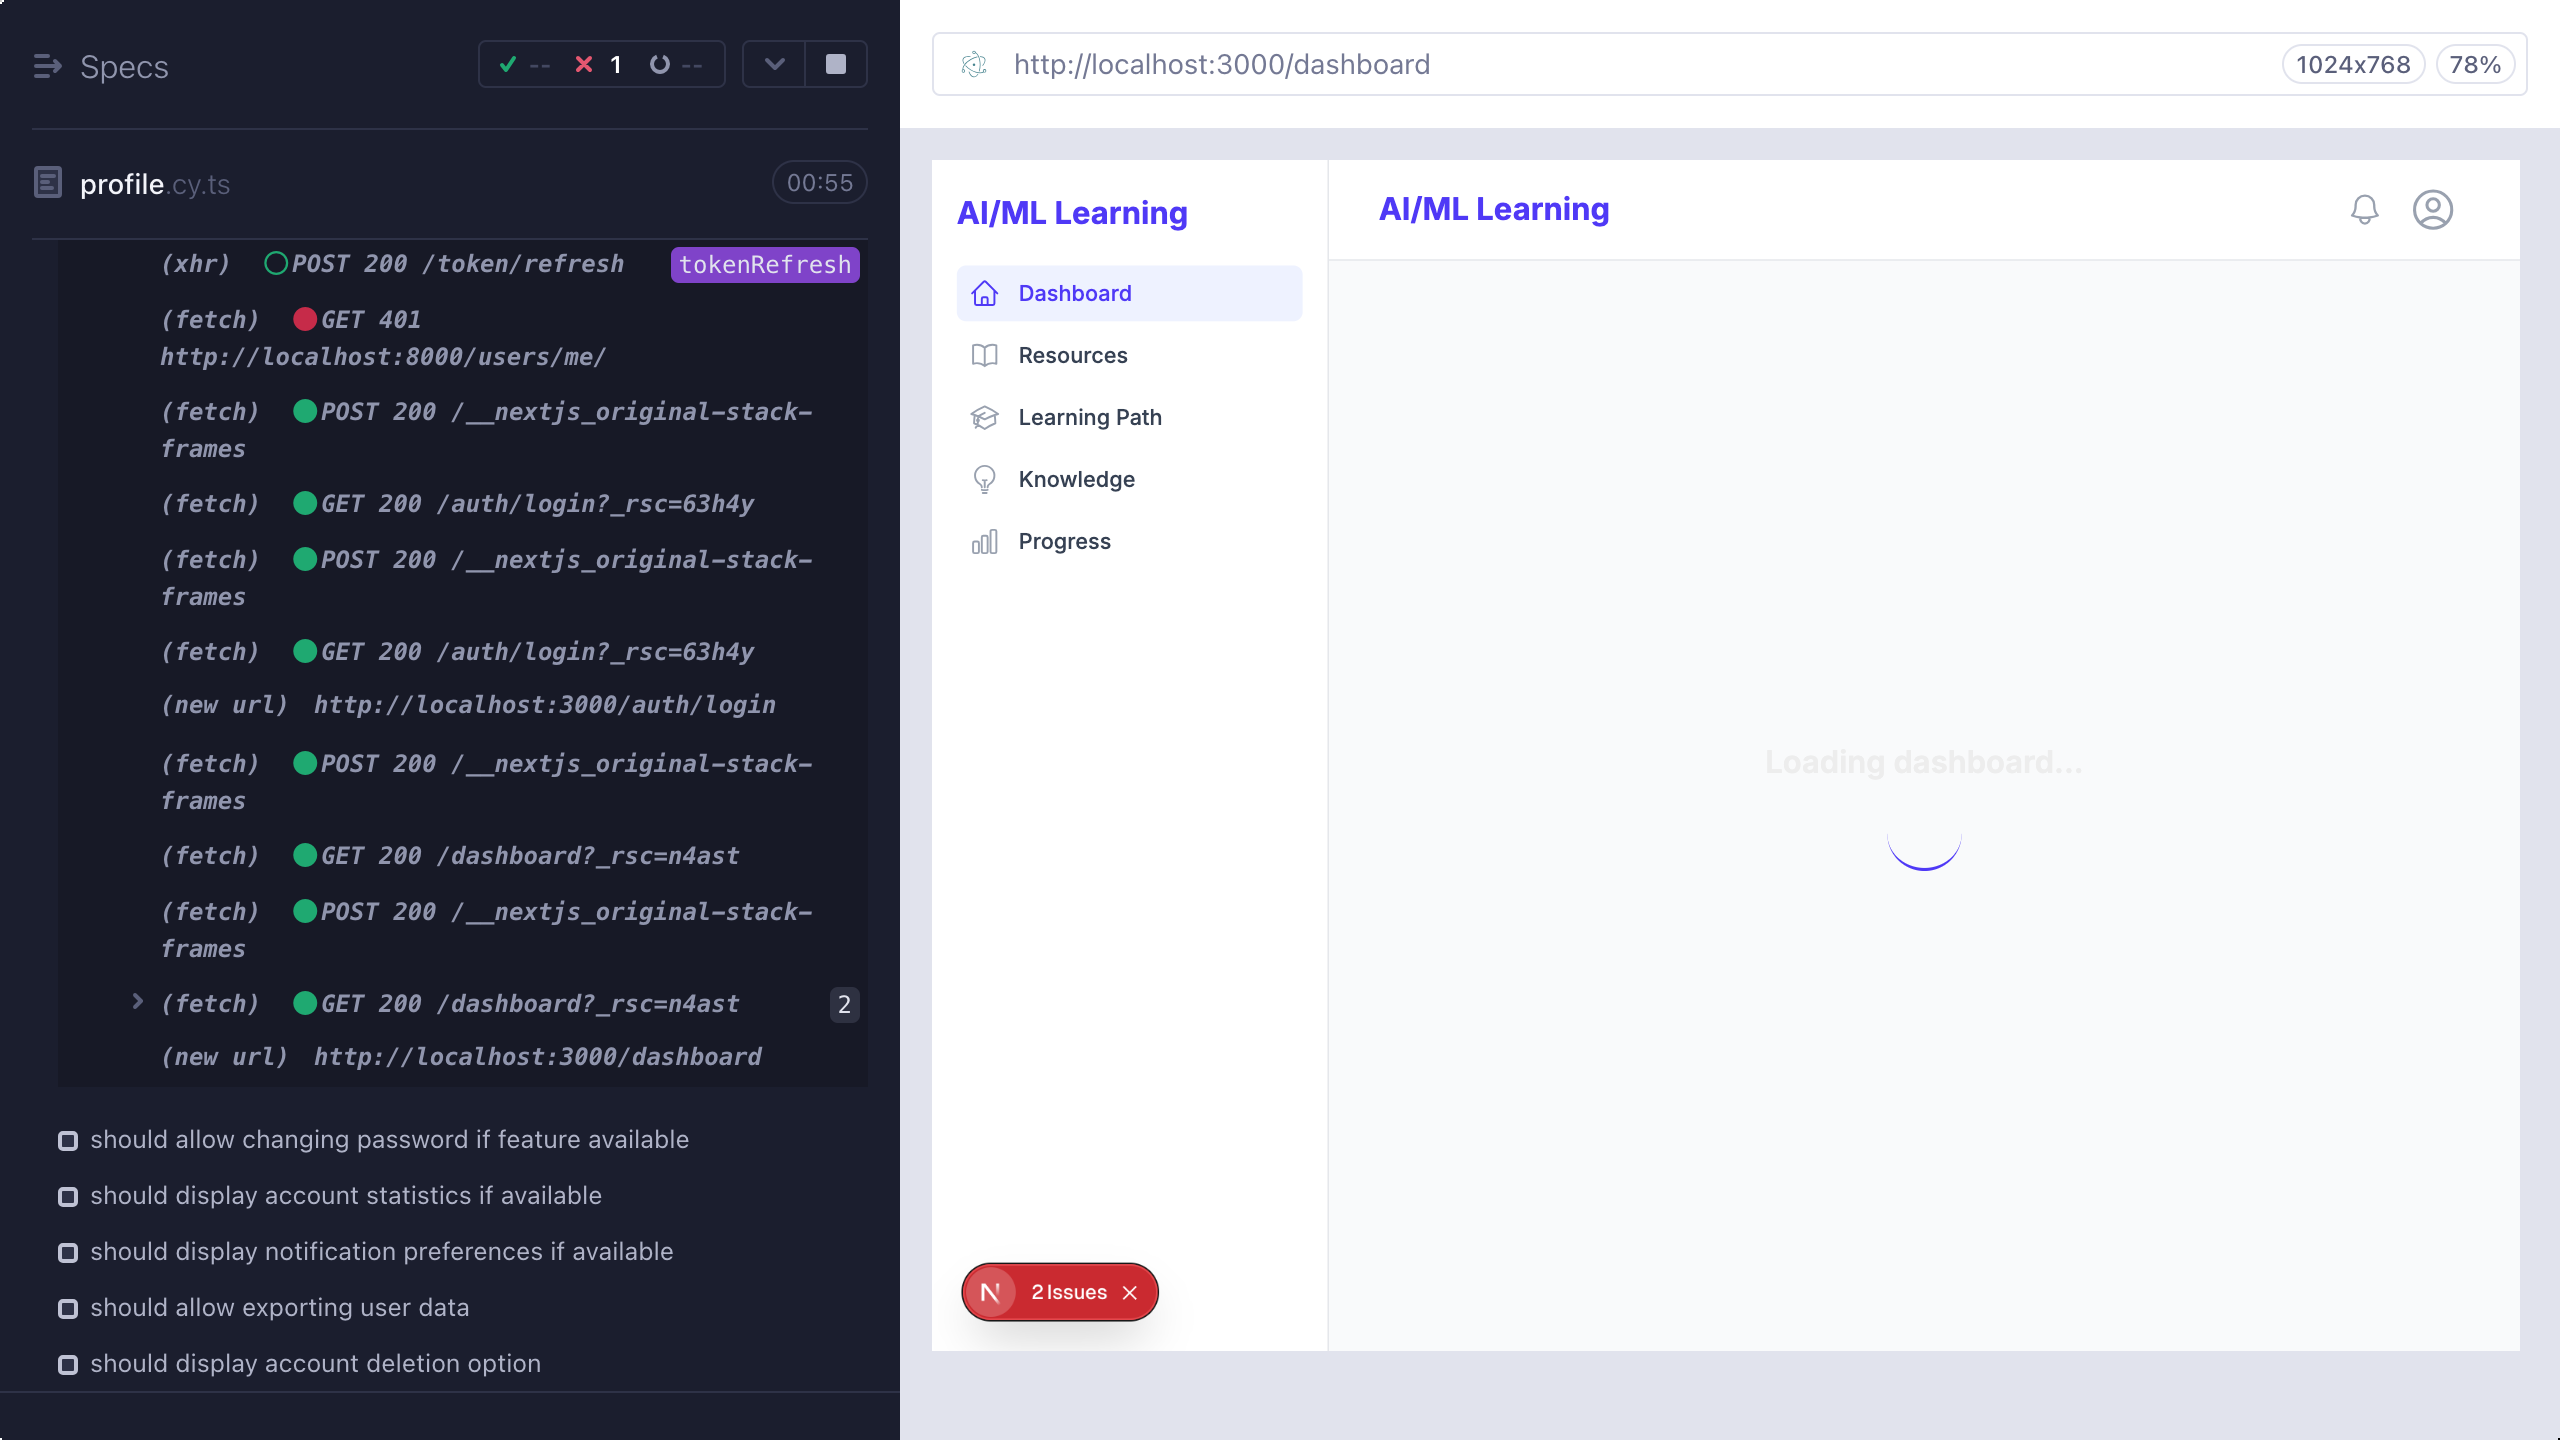 Specs
-- 1 --
profile.cy.ts
00:55
(xhr) POST 200 /token/refresh tokenRefresh
(fetch) GET 401
http://localhost:8000/users/me/
(fetch) POST 200 /__nextjs_original-stack-
frames
(fetch) GET 200 /auth/login?_rsc=63h4y
(fetch) POST 200 /__nextjs_original-stack-
frames
(fetch) GET 200 /auth/login?_rsc=63h4y
(new url) http://localhost:3000/auth/login
(fetch) POST 200 /__nextjs_original-stack-
frames
(fetch) GET 200 /dashboard?_rsc=n4ast
(fetch) POST 200 /__nextjs_original-stack-
frames
(fetch) GET 200 /dashboard?_rsc=n4ast 2
(new url) http://localhost:3000/dashboard
should allow changing password if feature available
should display account statistics if available
should display notification preferences if available
should allow exporting user data
should display account deletion option
http://localhost:3000/dashboard
1024x768
78%
AI/ML Learning
Dashboard
Resources
Learning Path
Knowledge
Progress
N 2 Issues
AI/ML Learning
Loading dashboard...